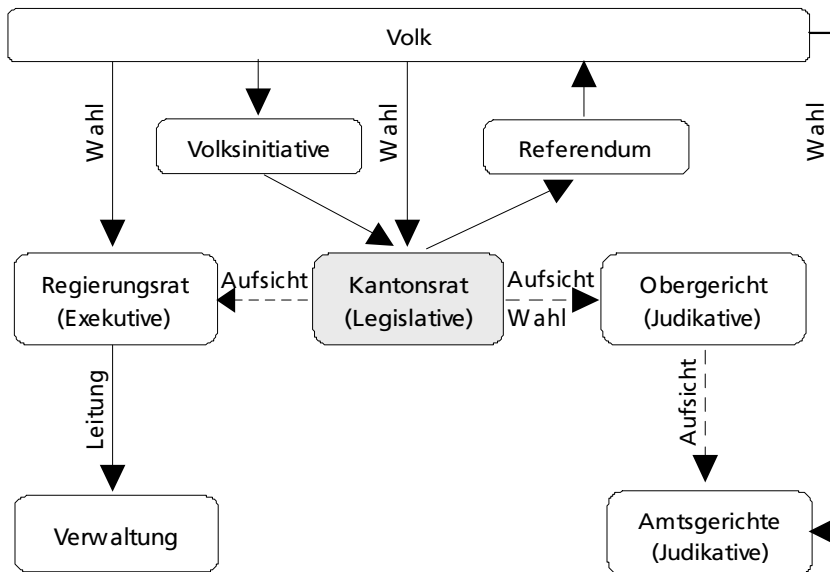 Volk
Wahl
Wahl
Wahl
Volksinitiative
Referendum
Regierungsrat
(Exekutive)
Aufsicht
Kantonsrat
(Legislative)
Aufsicht
Wahl
Obergericht
(Judikative)
Leitung
Aufsicht
Verwaltung
Amtsgerichte
(Judikative)